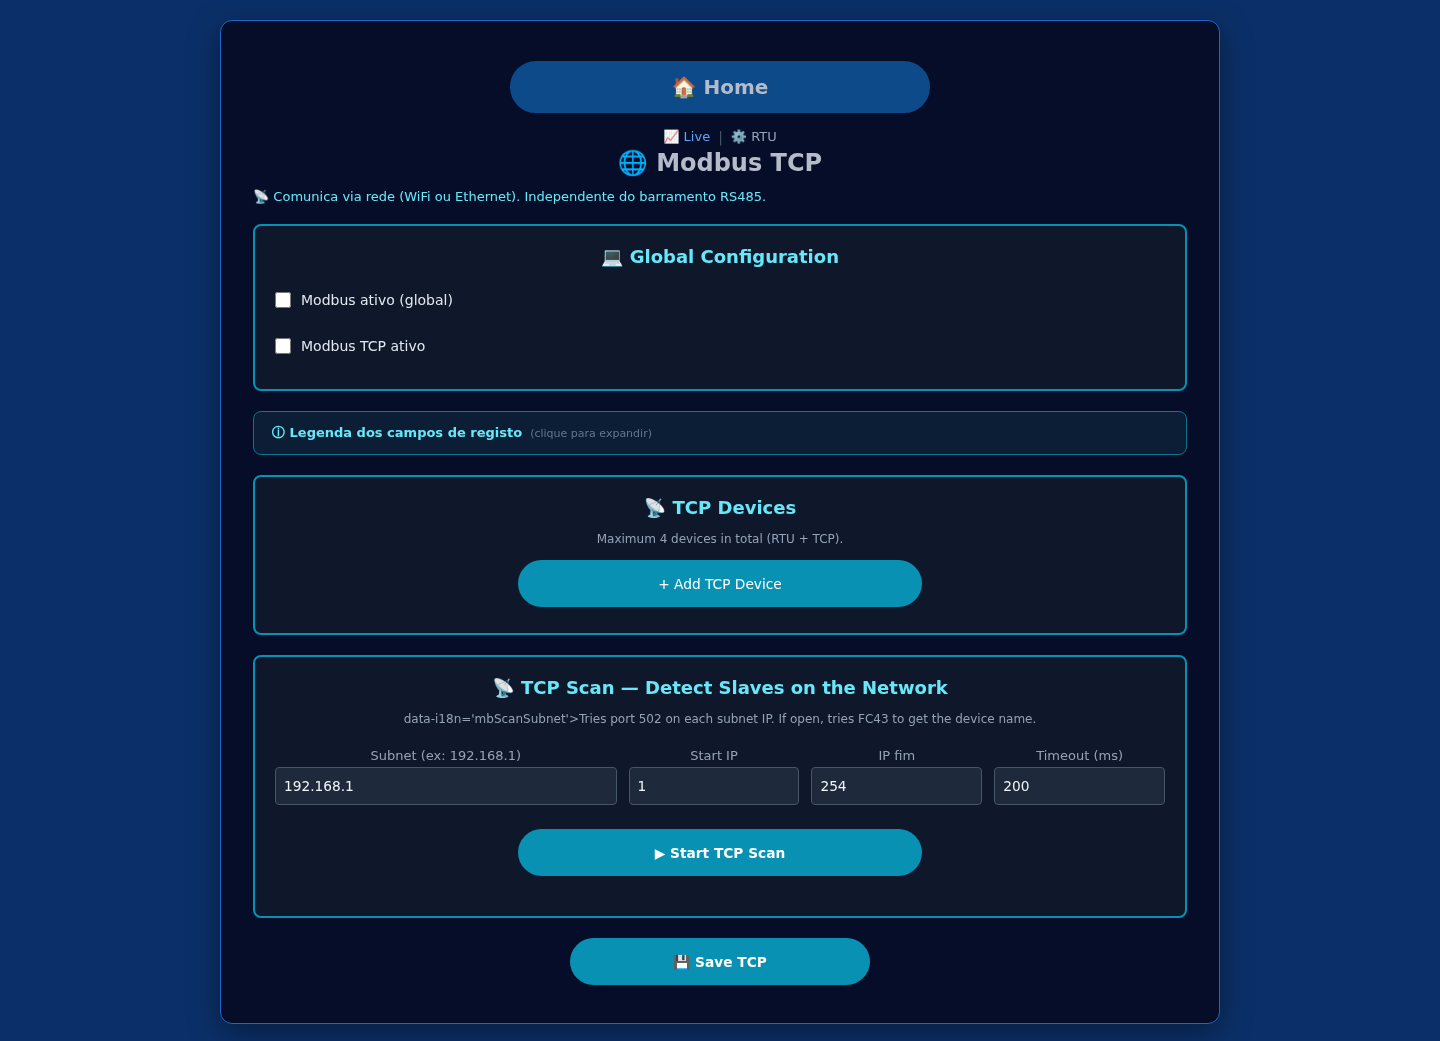 🏠 Home
📈 Live | ⚙️ RTU
🌐 Modbus TCP
📡 Comunica via rede (WiFi ou Ethernet). Independente do barramento RS485.
💻 Global Configuration
Modbus ativo (global)
Modbus TCP ativo
ⓘ Legenda dos campos de registo (clique para expandir)
📡 TCP Devices
Maximum 4 devices in total (RTU + TCP).
+ Add TCP Device
📡 TCP Scan — Detect Slaves on the Network
data-i18n='mbScanSubnet'>Tries port 502 on each subnet IP. If open, tries FC43 to get the device name.
Subnet (ex: 192.168.1) Start IP IP fim Timeout (ms)
192.168.1 1 254 200
▶ Start TCP Scan
💾 Save TCP